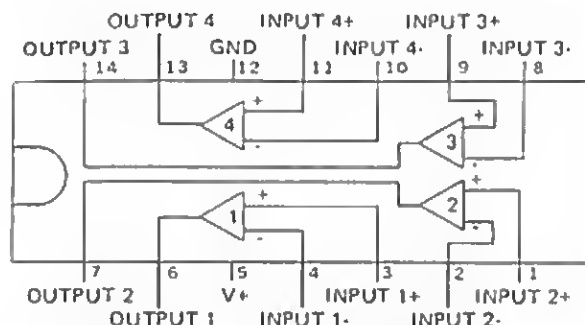 OUTPUT 4 INPUT 4+ INPUT 3+
OUTPUT 3 GND INPUT 4- INPUT 3-
14 13 12 11 10 9 8
+ +
4 3
- -
+ +
1 2
- -
7 6 5 4 3 2 1
OUTPUT 2 V+ INPUT 1+ INPUT 2+
OUTPUT 1 INPUT 1- INPUT 2-